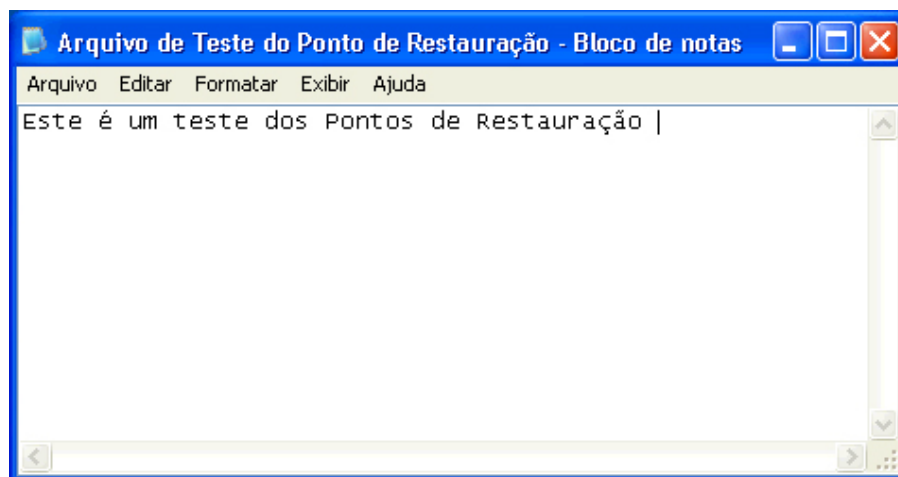 Arquivo de Teste do Ponto de Restauração - Bloco de notas
Arquivo Editar Formatar Exibir Ajuda
Este é um teste dos Pontos de Restauração